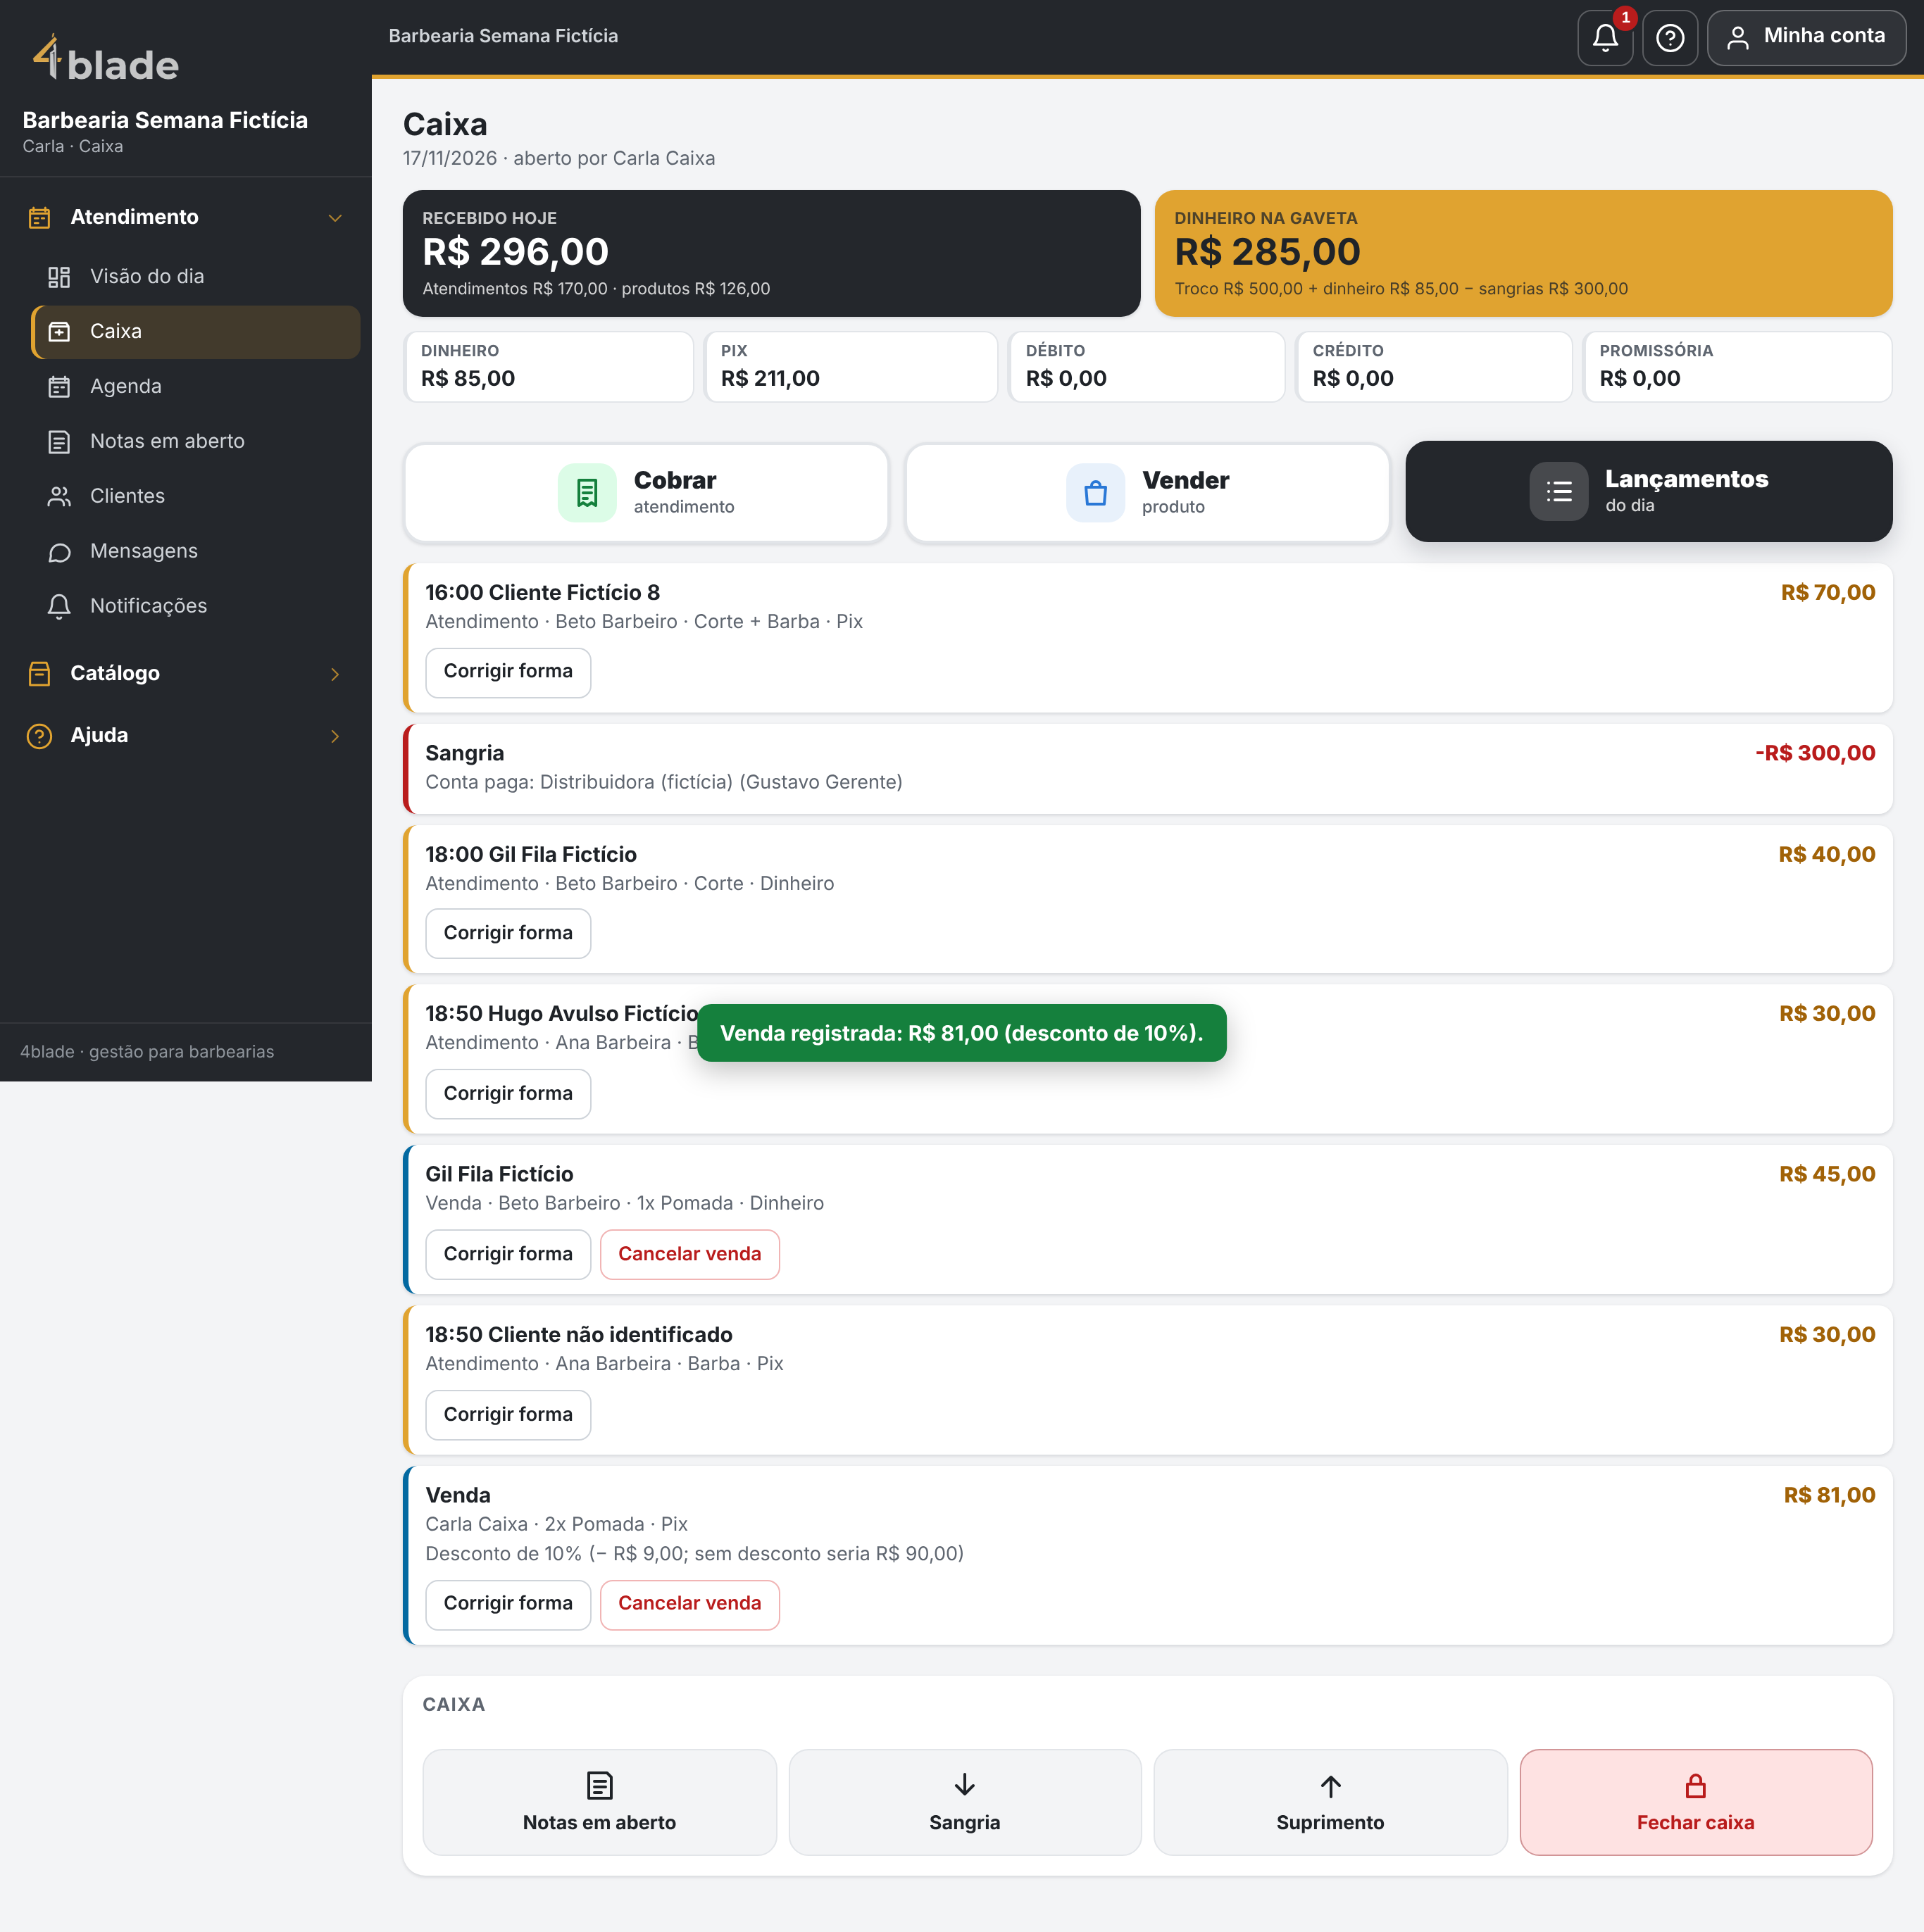 4blade
Barbearia Semana Fictícia
Carla · Caixa
Atendimento
Visão do dia
Caixa
Agenda
Notas em aberto
Clientes
Mensagens
Notificações
Catálogo
Ajuda
4blade · gestão para barbearias
Barbearia Semana Fictícia
1
Minha conta
Caixa
17/11/2026 · aberto por Carla Caixa
RECEBIDO HOJE
R$ 296,00
Atendimentos R$ 170,00 · produtos R$ 126,00
DINHEIRO NA GAVETA
R$ 285,00
Troco R$ 500,00 + dinheiro R$ 85,00 − sangrias R$ 300,00
DINHEIRO
R$ 85,00
PIX
R$ 211,00
DÉBITO
R$ 0,00
CRÉDITO
R$ 0,00
PROMISSÓRIA
R$ 0,00
Cobrar
atendimento
Vender
produto
Lançamentos
do dia
16:00 Cliente Fictício 8
R$ 70,00
Atendimento · Beto Barbeiro · Corte + Barba · Pix
Corrigir forma
Sangria
-R$ 300,00
Conta paga: Distribuidora (fictícia) (Gustavo Gerente)
18:00 Gil Fila Fictício
R$ 40,00
Atendimento · Beto Barbeiro · Corte · Dinheiro
Corrigir forma
18:50 Hugo Avulso Fictício
R$ 30,00
Atendimento · Ana Barbeira ·
Venda registrada: R$ 81,00 (desconto de 10%).
Corrigir forma
Gil Fila Fictício
R$ 45,00
Venda · Beto Barbeiro · 1x Pomada · Dinheiro
Corrigir forma
Cancelar venda
18:50 Cliente não identificado
R$ 30,00
Atendimento · Ana Barbeira · Barba · Pix
Corrigir forma
Venda
R$ 81,00
Carla Caixa · 2x Pomada · Pix
Desconto de 10% (− R$ 9,00; sem desconto seria R$ 90,00)
Corrigir forma
Cancelar venda
CAIXA
Notas em aberto
Sangria
Suprimento
Fechar caixa